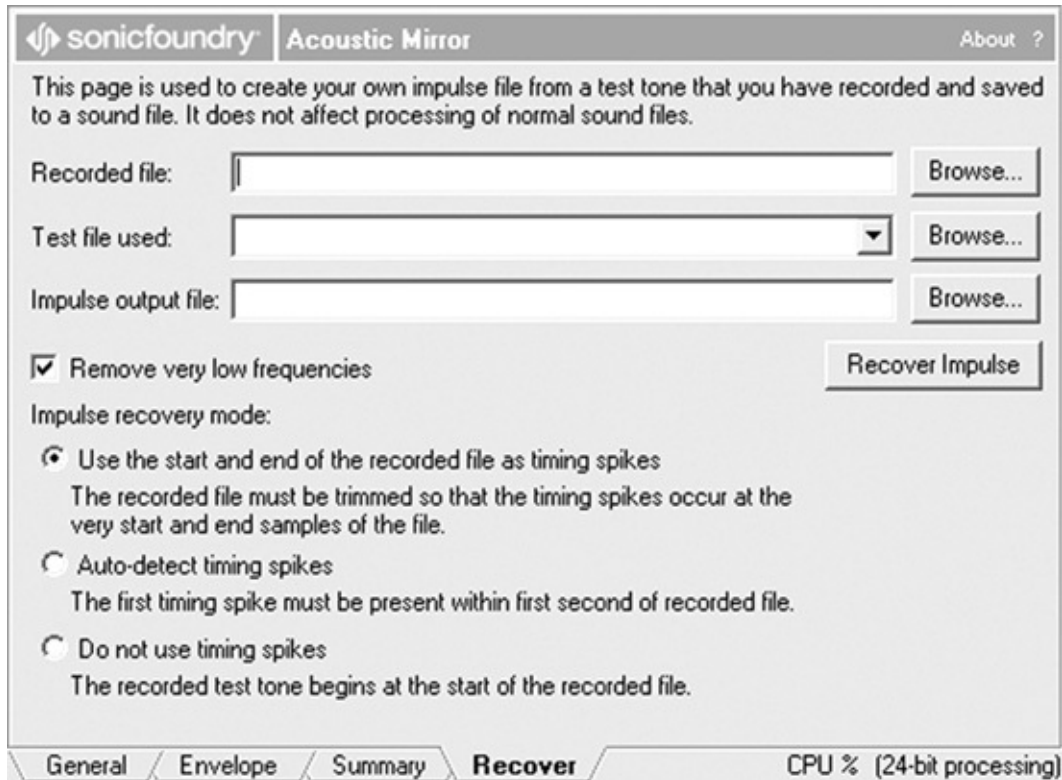 sonicfoundry Acoustic Mirror About ?
This page is used to create your own impulse file from a test tone that you have recorded and saved
to a sound file. It does not affect processing of normal sound files.
Recorded file: Browse...
Test file used: Browse...
Impulse output file: Browse...
Remove very low frequencies Recover Impulse
Impulse recovery mode:
Use the start and end of the recorded file as timing spikes
The recorded file must be trimmed so that the timing spikes occur at the
very start and end samples of the file.
Auto-detect timing spikes
The first timing spike must be present within first second of recorded file.
Do not use timing spikes
The recorded test tone begins at the start of the recorded file.
General Envelope Summary Recover CPU % (24-bit processing)